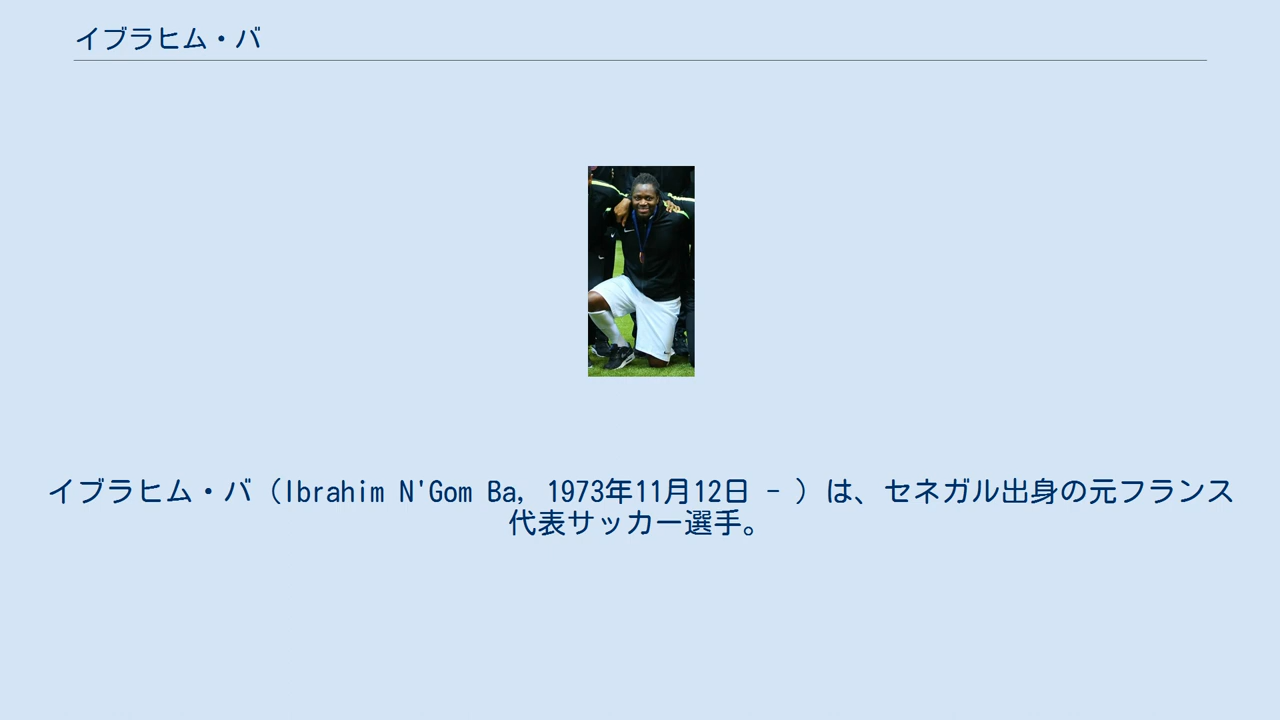 イブラヒム・バ
イブラヒム・バ（Ibrahim N'Gom Ba, 1973年11月12日 - ）は、セネガル出身の元フランス
代表サッカー選手。